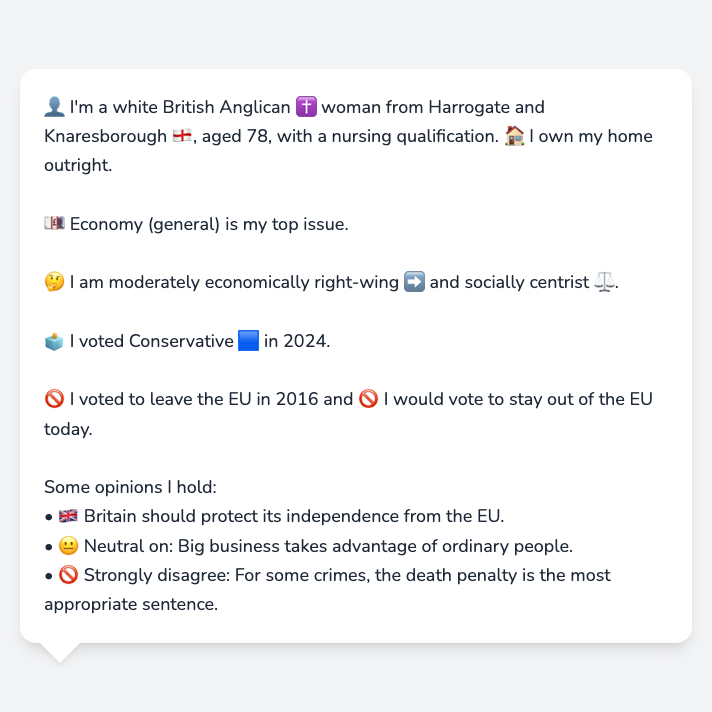 👤 I'm a white British Anglican ✝️ woman from Harrogate and
Knaresborough 🏴󠁧󠁢󠁥󠁮󠁧󠁿, aged 78, with a nursing qualification. 🏠 I own my home
outright.
💷 Economy (general) is my top issue.
🤔 I am moderately economically right-wing ➡️ and socially centrist ⚖️.
🗳️ I voted Conservative 🟦 in 2024.
🚫 I voted to leave the EU in 2016 and 🚫 I would vote to stay out of the EU
today.
Some opinions I hold:
• 🇬🇧 Britain should protect its independence from the EU.
• 😐 Neutral on: Big business takes advantage of ordinary people.
• 🚫 Strongly disagree: For some crimes, the death penalty is the most
appropriate sentence.